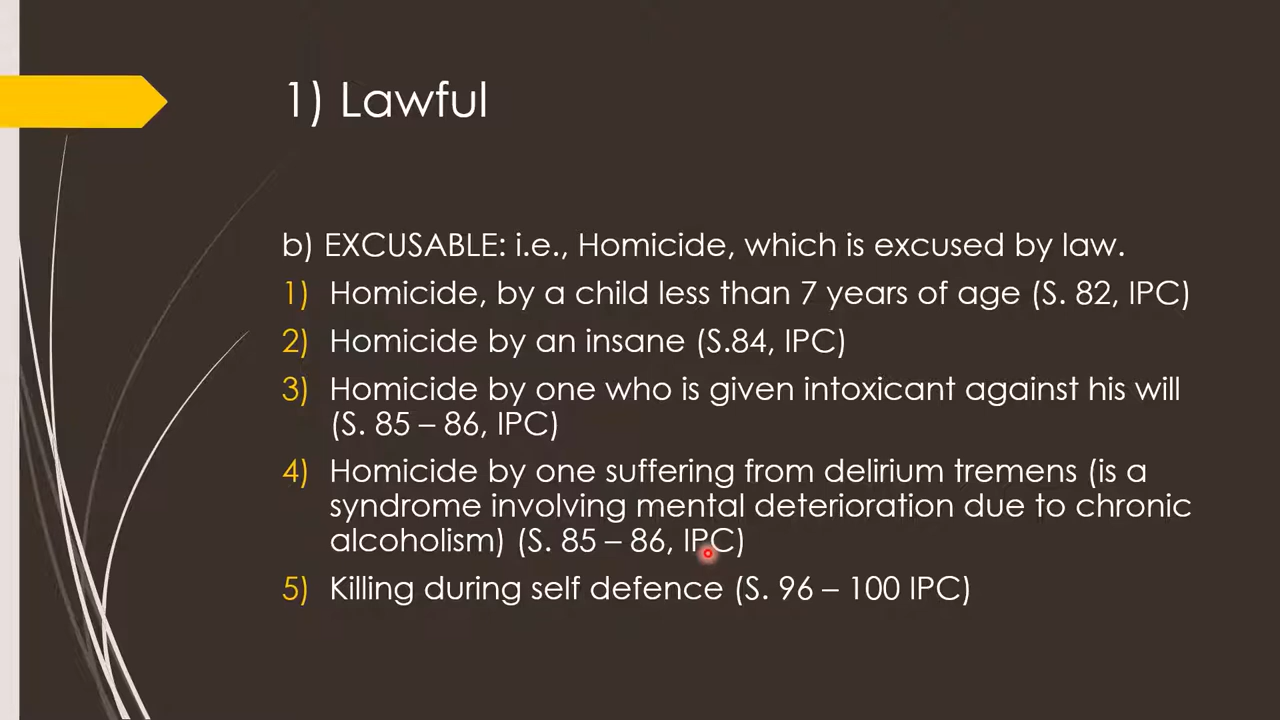 1) Lawful
b) EXCUSABLE: i.e., Homicide, which is excused by law.
1) Homicide, by a child less than 7 years of age (S. 82, IPC)
2) Homicide by an insane (S.84, IPC)
3) Homicide by one who is given intoxicant against his will
(S. 85 – 86, IPC)
4) Homicide by one suffering from delirium tremens (is a
syndrome involving mental deterioration due to chronic
alcoholism) (S. 85 – 86, IPC)
5) Killing during self defence (S. 96 – 100 IPC)